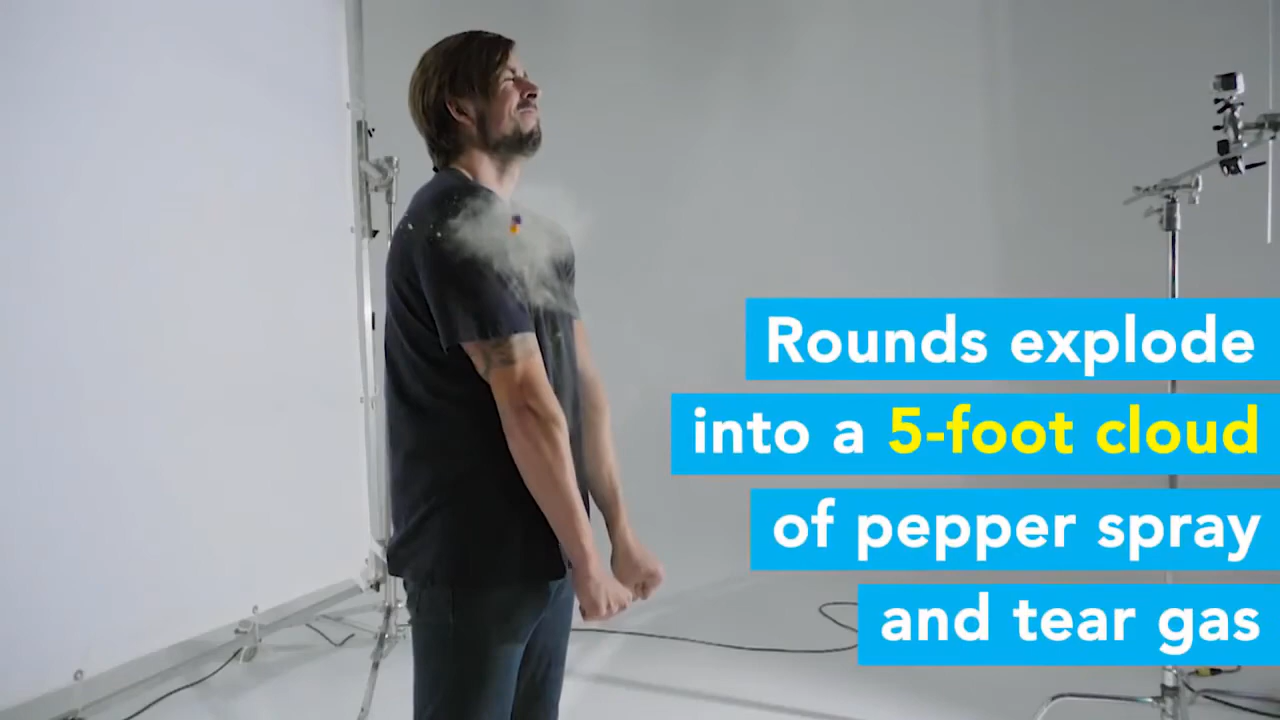 Rounds explode
into a 5-foot cloud
of pepper spray
and tear gas